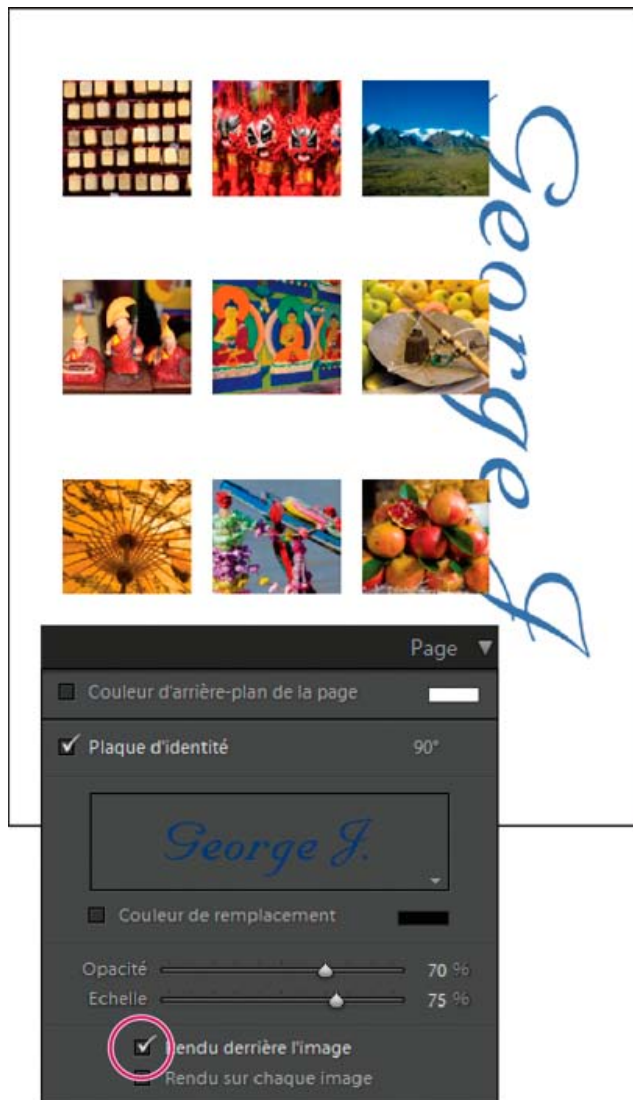 George J
Page
Couleur d'arrière-plan de la page
Plaque d'identité 90°
George J.
Couleur de remplacement
Opacité 70 %
Echelle 75 %
Rendu derrière l'image
Rendu sur chaque image